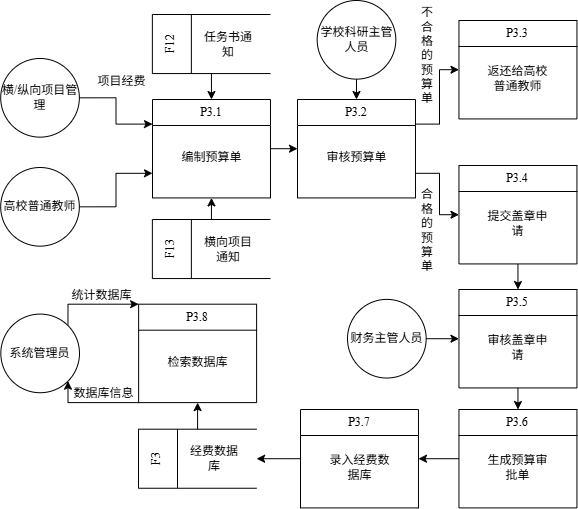 F12
任务书通
知
学校科研主管
人员
不
合
格
的
预
算
单
P3.3
返还给高校
普通教师
项目经费
横/纵向项目管
理
P3.1
编制预算单
P3.2
审核预算单
高校普通教师
合
格
的
预
算
单
P3.4
提交盖章申
请
F13
横向项目
通知
统计数据库
系统管理员
数据库信息
P3.8
检索数据库
财务主管人员
P3.5
审核盖章申
请
F3
经费数据
库
P3.7
录入经费数
据库
P3.6
生成预算审
批单